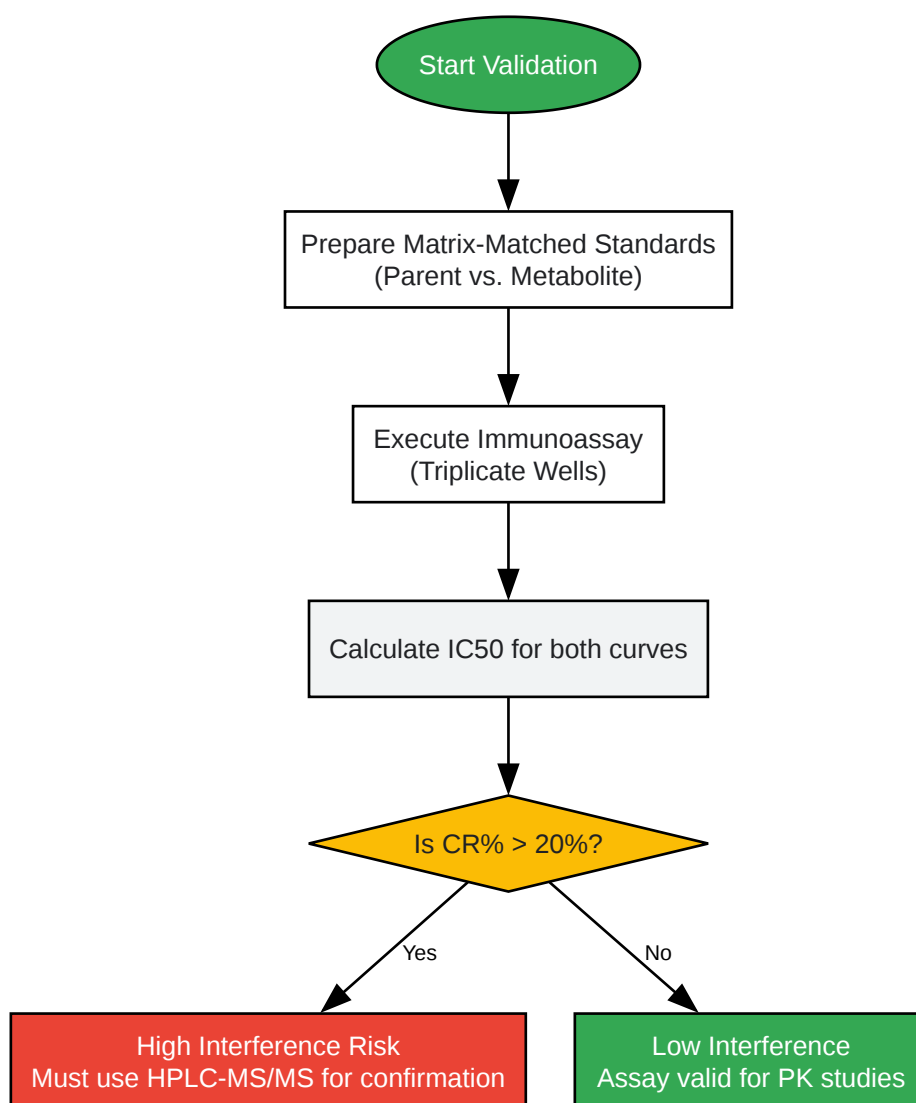 Start Validation
Prepare Matrix-Matched Standards
(Parent vs. Metabolite)
Execute Immunoassay
(Triplicate Wells)
Calculate IC50 for both curves
Is CR% > 20%?
Yes
No
High Interference Risk
Must use HPLC-MS/MS for confirmation
Low Interference
Assay valid for PK studies